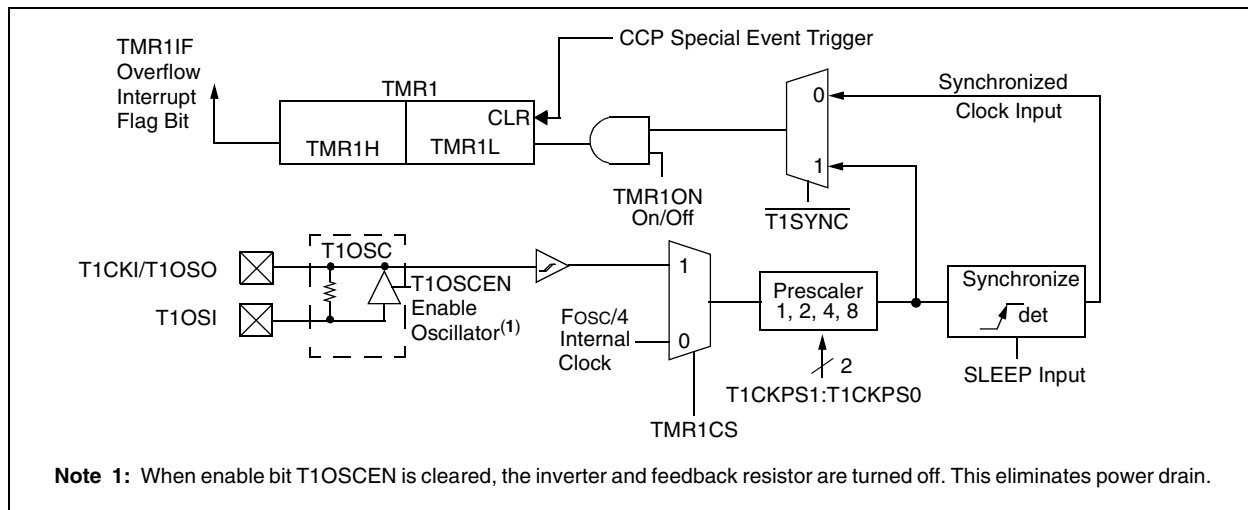 TMR1IF
Overflow
Interrupt
Flag Bit
TMR1
CCP Special Event Trigger
CLR
TMR1H
TMR1L
TMR1ON
On/Off
0
1
T1SYNC
Synchronized
Clock Input
T1CKI/T1OSO
T1OSI
T1OSC
T1OSCEN
Enable
Oscillator(1)
FOSC/4
Internal
Clock
1
0
TMR1CS
Prescaler
1, 2, 4, 8
2
T1CKPS1:T1CKPS0
Synchronize
det
SLEEP Input
Note 1: When enable bit T1OSCEN is cleared, the inverter and feedback resistor are turned off. This eliminates power drain.